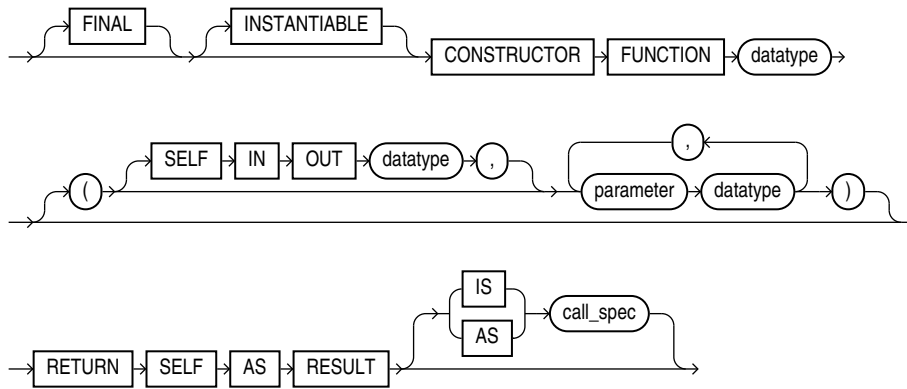 FINAL INSTANTIABLE
CONSTRUCTOR FUNCTION datatype
,
SELF IN OUT datatype ,
( parameter datatype )
IS
RETURN SELF AS RESULT AS call_spec